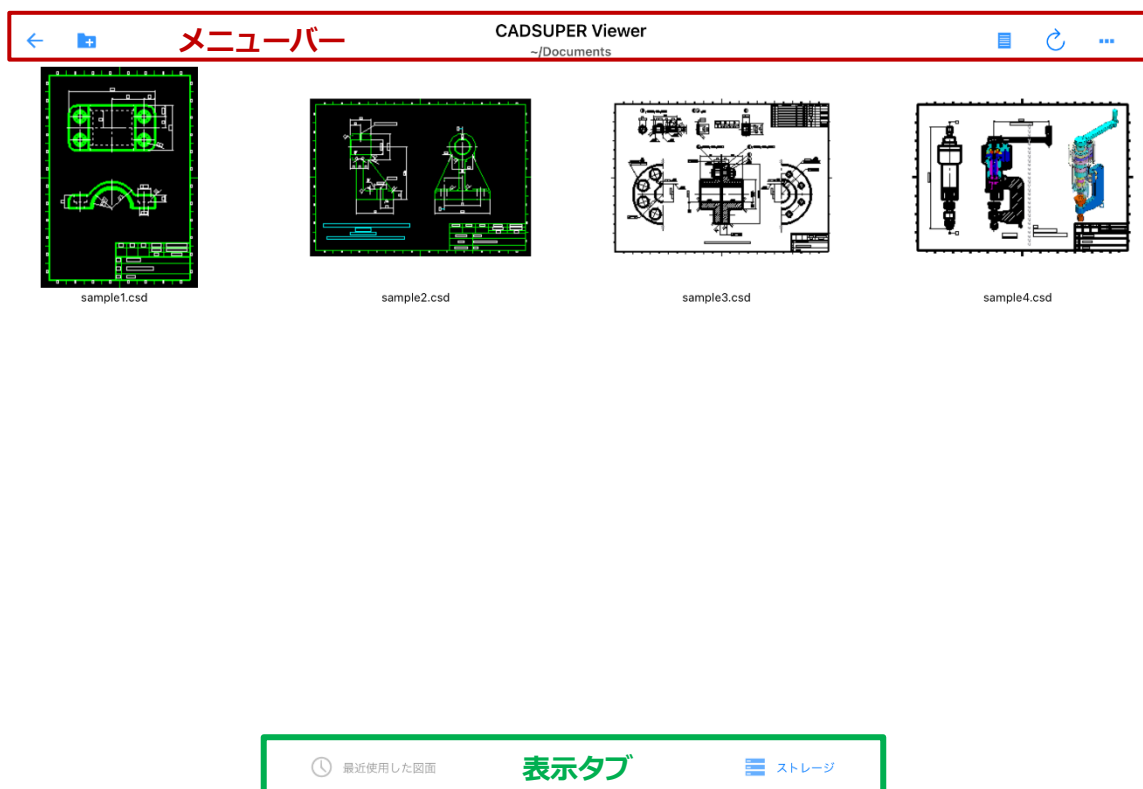 メニューバー
CADSUPER Viewer
~/Documents
sample1.csd
sample2.csd
sample3.csd
sample4.csd
最近使用した図面
表示タブ
ストレージ